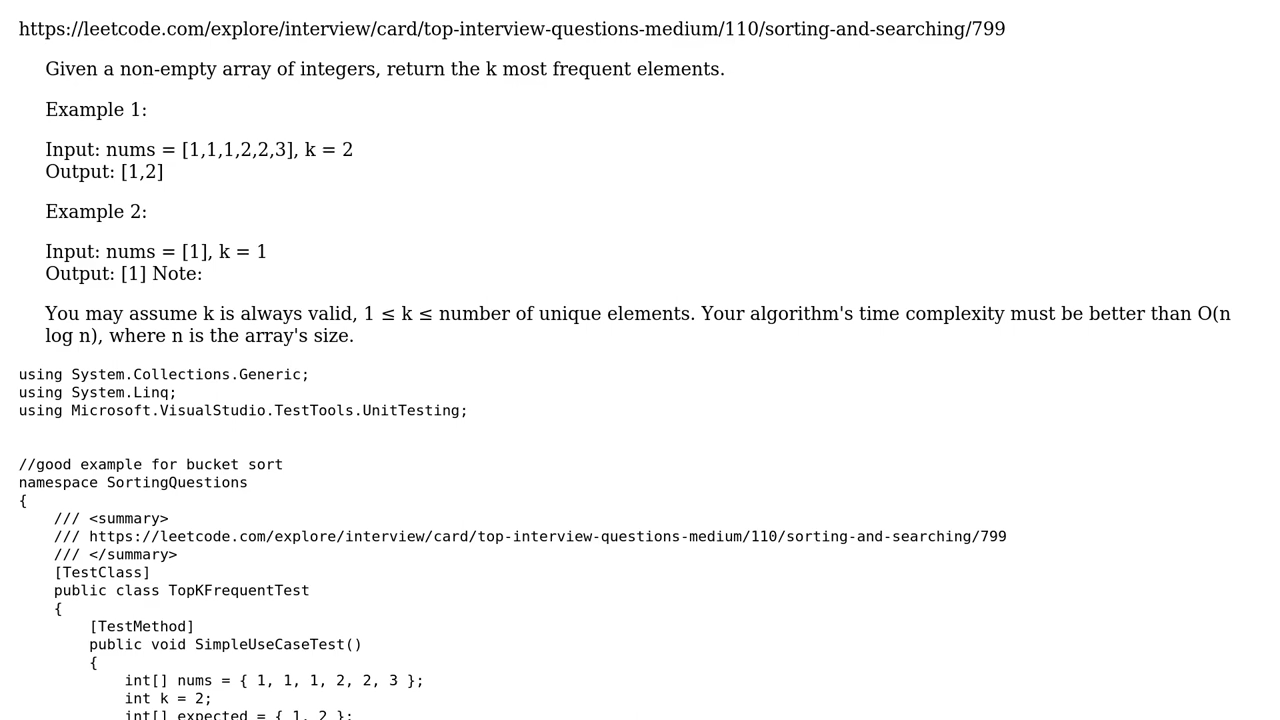 https://leetcode.com/explore/interview/card/top-interview-questions-medium/110/sorting-and-searching/799
Given a non-empty array of integers, return the k most frequent elements.
Example 1:
Input: nums = [1,1,1,2,2,3], k = 2
Output: [1,2]
Example 2:
Input: nums = [1], k = 1
Output: [1] Note:
You may assume k is always valid, 1 ≤ k ≤ number of unique elements. Your algorithm's time complexity must be better than O(n
log n), where n is the array's size.
using System.Collections.Generic;
using System.Linq;
using Microsoft.VisualStudio.TestTools.UnitTesting;
//good example for bucket sort
namespace SortingQuestions
{
/// <summary>
/// https://leetcode.com/explore/interview/card/top-interview-questions-medium/110/sorting-and-searching/799
/// </summary>
[TestClass]
public class TopKFrequentTest
{
[TestMethod]
public void SimpleUseCaseTest()
{
int[] nums = { 1, 1, 1, 2, 2, 3 };
int k = 2;
int[] expected = { 1, 2 };